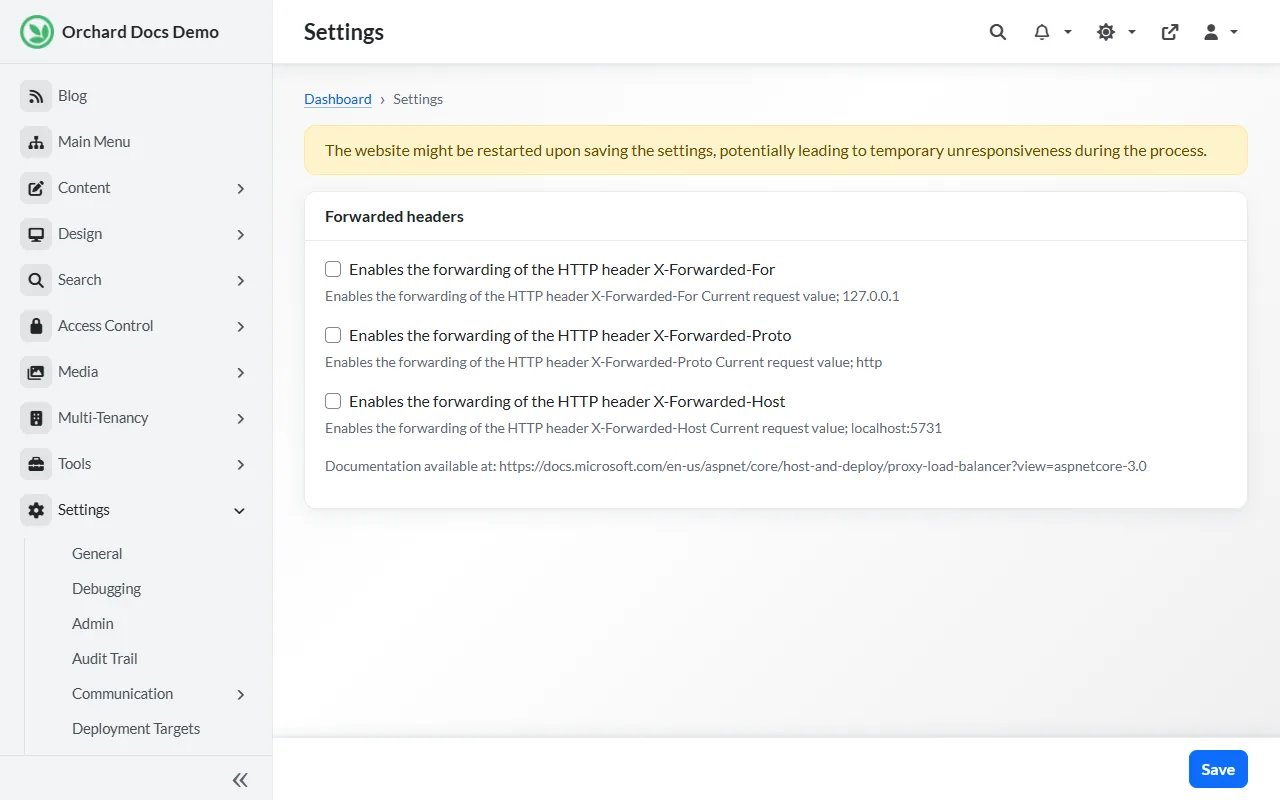 Orchard Docs Demo
Settings
Blog
Main Menu
Content
Design
Search
Access Control
Media
Multi-Tenancy
Tools
Settings
General
Debugging
Admin
Audit Trail
Communication
Deployment Targets
Dashboard › Settings
The website might be restarted upon saving the settings, potentially leading to temporary unresponsiveness during the process.
Forwarded headers
Enables the forwarding of the HTTP header X-Forwarded-For
Enables the forwarding of the HTTP header X-Forwarded-For Current request value; 127.0.0.1
Enables the forwarding of the HTTP header X-Forwarded-Proto
Enables the forwarding of the HTTP header X-Forwarded-Proto Current request value; http
Enables the forwarding of the HTTP header X-Forwarded-Host
Enables the forwarding of the HTTP header X-Forwarded-Host Current request value; localhost:5731
Documentation available at: https://docs.microsoft.com/en-us/aspnet/core/host-and-deploy/proxy-load-balancer?view=aspnetcore-3.0
Save